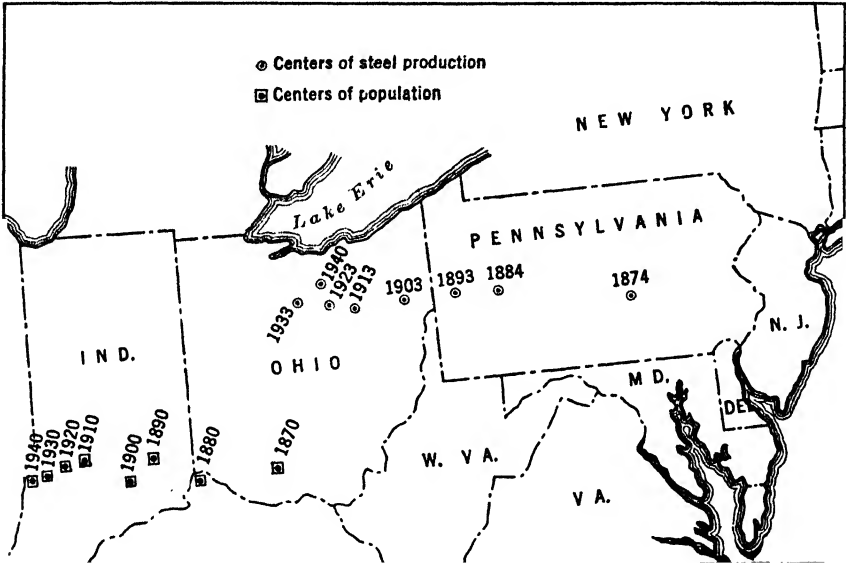 Centers of steel production
Centers of population
NEW YORK
Lake Erie
PENNSYLVANIA
1940
1923
1913
1933
1903
1893
1884
1874
N. J.
IND.
OHIO
MD.
DEL
1940
1930
1920
1910
1900
1890
1880
1870
W. VA.
VA.